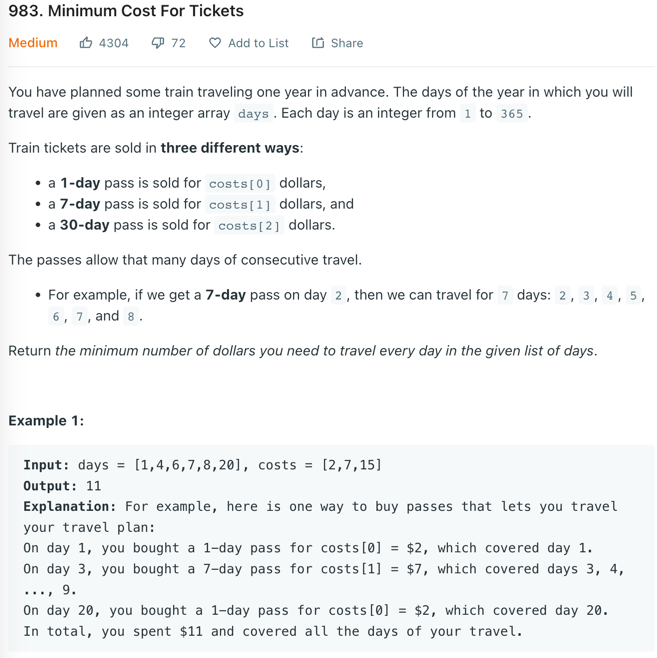 983. Minimum Cost For Tickets
Medium 4304 72 Add to List Share
You have planned some train traveling one year in advance. The days of the year in which you will
travel are given as an integer array days . Each day is an integer from 1 to 365 .
Train tickets are sold in three different ways:
• a 1-day pass is sold for costs[0] dollars,
• a 7-day pass is sold for costs[1] dollars, and
• a 30-day pass is sold for costs[2] dollars.
The passes allow that many days of consecutive travel.
• For example, if we get a 7-day pass on day 2 , then we can travel for 7 days: 2 , 3 , 4 , 5 ,
6 , 7 , and 8 .
Return the minimum number of dollars you need to travel every day in the given list of days.
Example 1:
Input: days = [1,4,6,7,8,20], costs = [2,7,15]
Output: 11
Explanation: For example, here is one way to buy passes that lets you travel
your travel plan:
On day 1, you bought a 1-day pass for costs[0] = $2, which covered day 1.
On day 3, you bought a 7-day pass for costs[1] = $7, which covered days 3, 4,
..., 9.
On day 20, you bought a 1-day pass for costs[0] = $2, which covered day 20.
In total, you spent $11 and covered all the days of your travel.